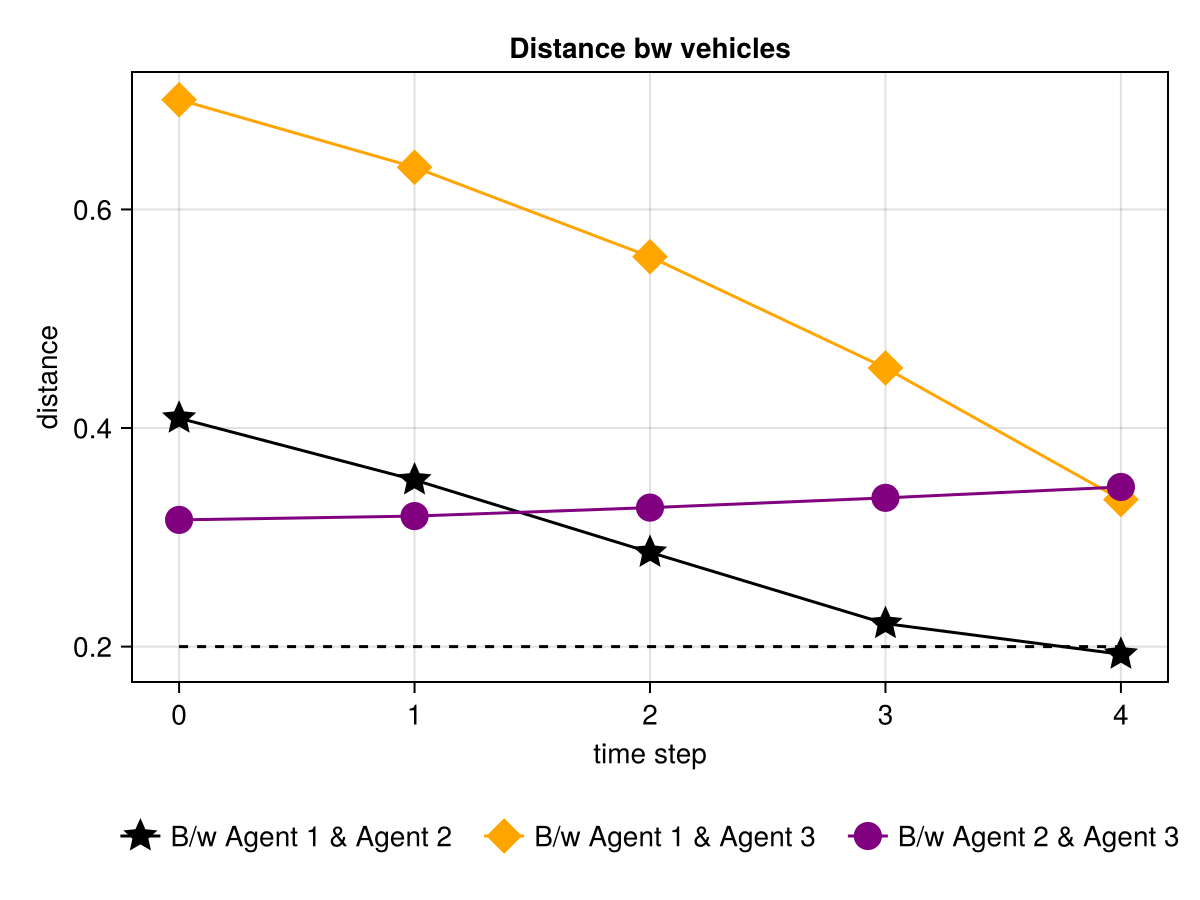 Distance bw vehicles
0.6
0.4
0.2
distance
0 1 2 3 4
time step
B/w Agent 1 & Agent 2 B/w Agent 1 & Agent 3 B/w Agent 2 & Agent 3